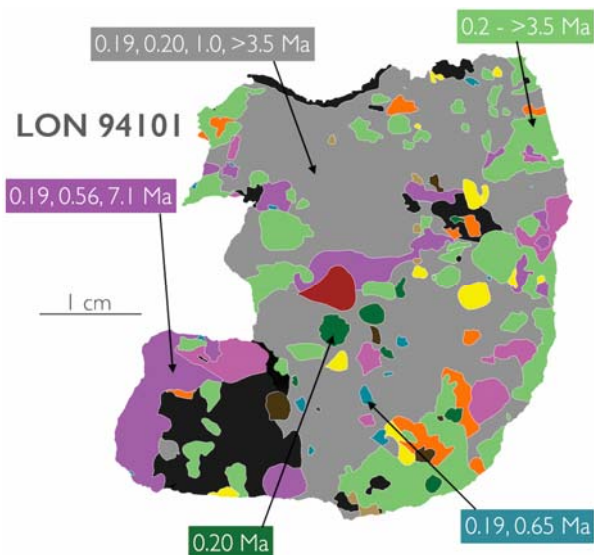 0.19, 0.20, 1.0, >3.5 Ma
0.2 - >3.5 Ma
LON 94101
0.19, 0.56, 7.1 Ma
1 cm
0.20 Ma
0.19, 0.65 Ma